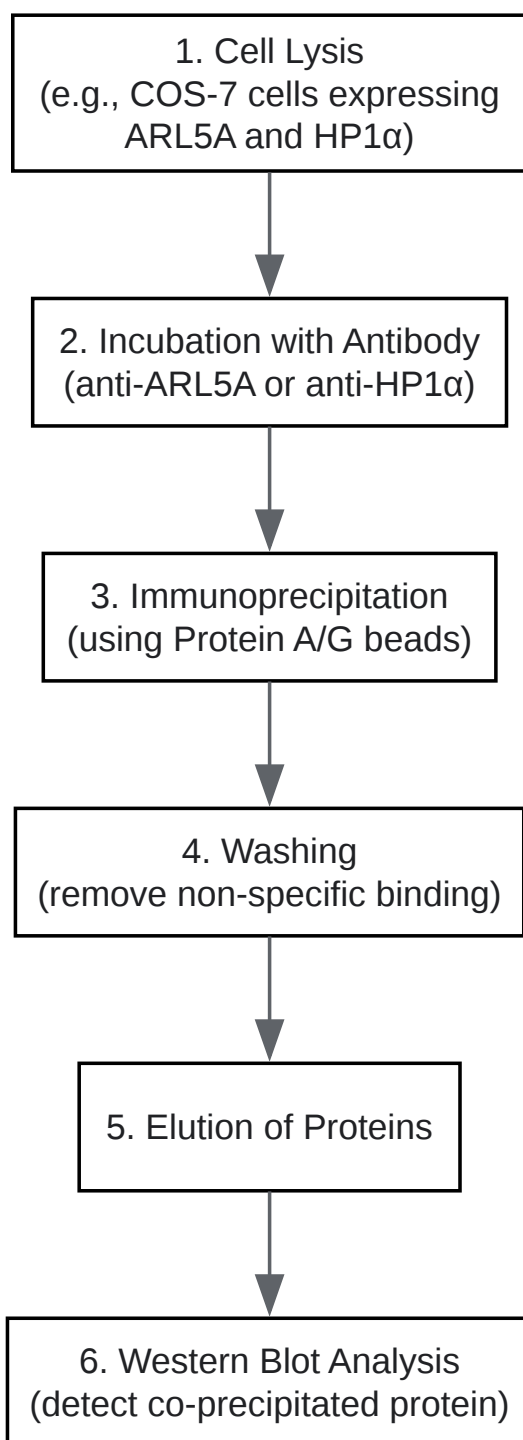 1. Cell Lysis
(e.g., COS-7 cells expressing
ARL5A and HP1α)
2. Incubation with Antibody
(anti-ARL5A or anti-HP1α)
3. Immunoprecipitation
(using Protein A/G beads)
4. Washing
(remove non-specific binding)
5. Elution of Proteins
6. Western Blot Analysis
(detect co-precipitated protein)